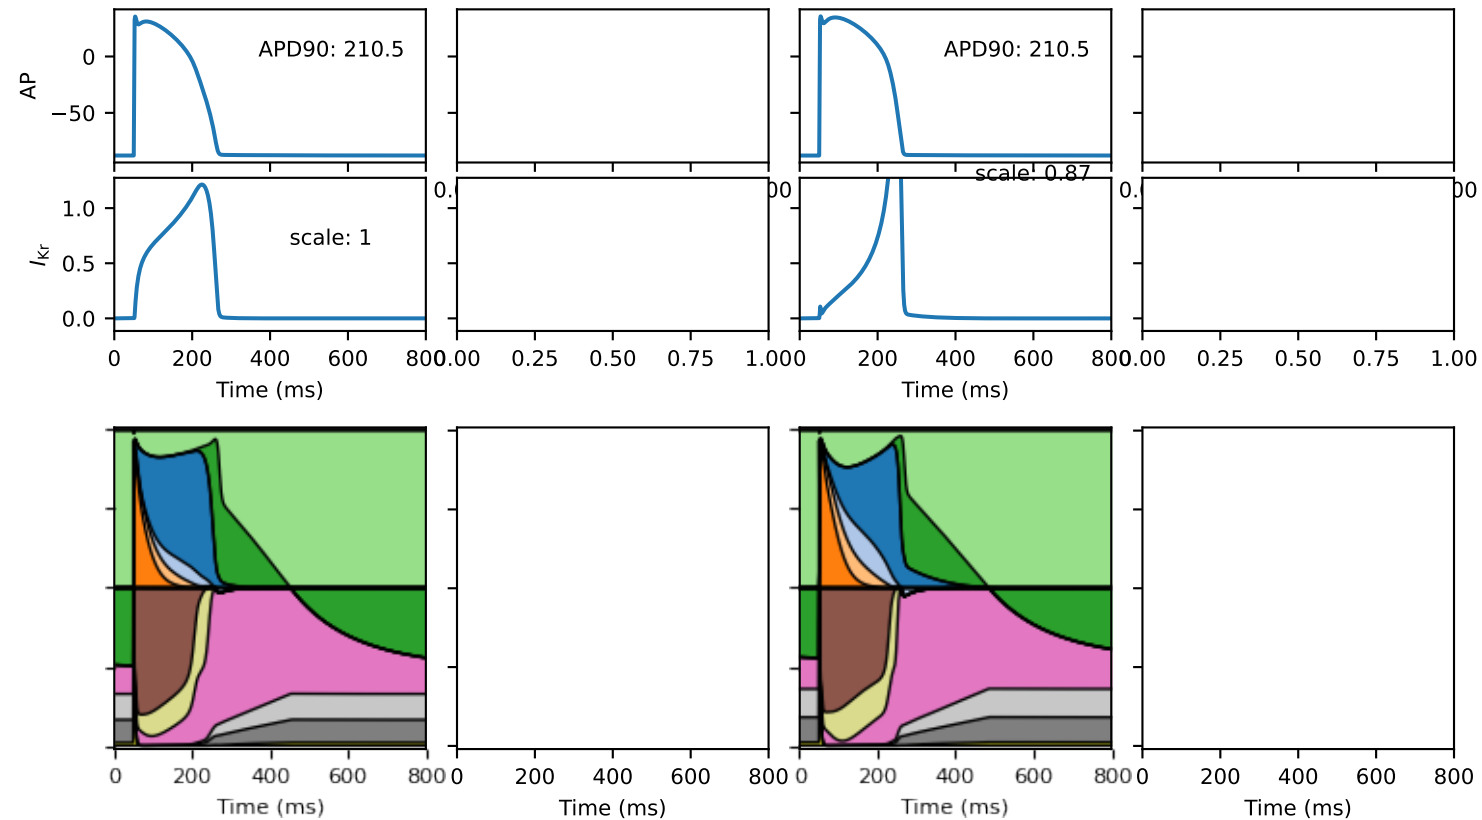 AP
0
−50
APD90: 210.5
APD90: 210.5
I_Kr
1.0
0.5
0.0
scale: 1
scale: 0.87
0 200 400 600 800 0.00 0.25 0.50 0.75 1.00 0 200 400 600 800 0.00 0.25 0.50 0.75 1.00
Time (ms) Time (ms)
0 200 400 600 800 0 200 400 600 800 0 200 400 600 800 0 200 400 600 800
Time (ms) Time (ms) Time (ms) Time (ms)